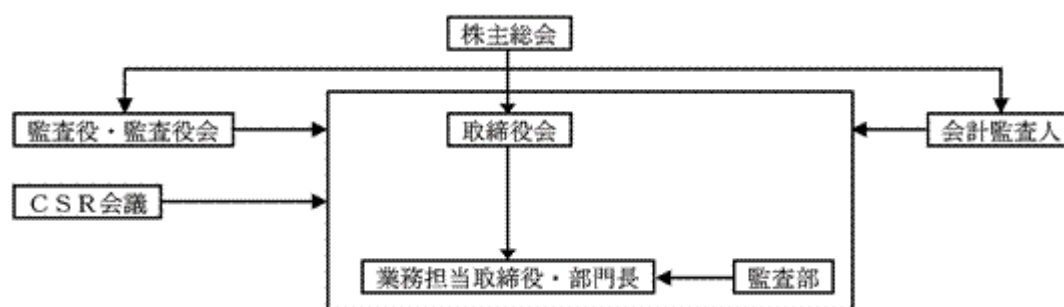 株主総会
監査役・監査役会
取締役会
会計監査人
ＣＳＲ会議
業務担当取締役・部門長
監査部